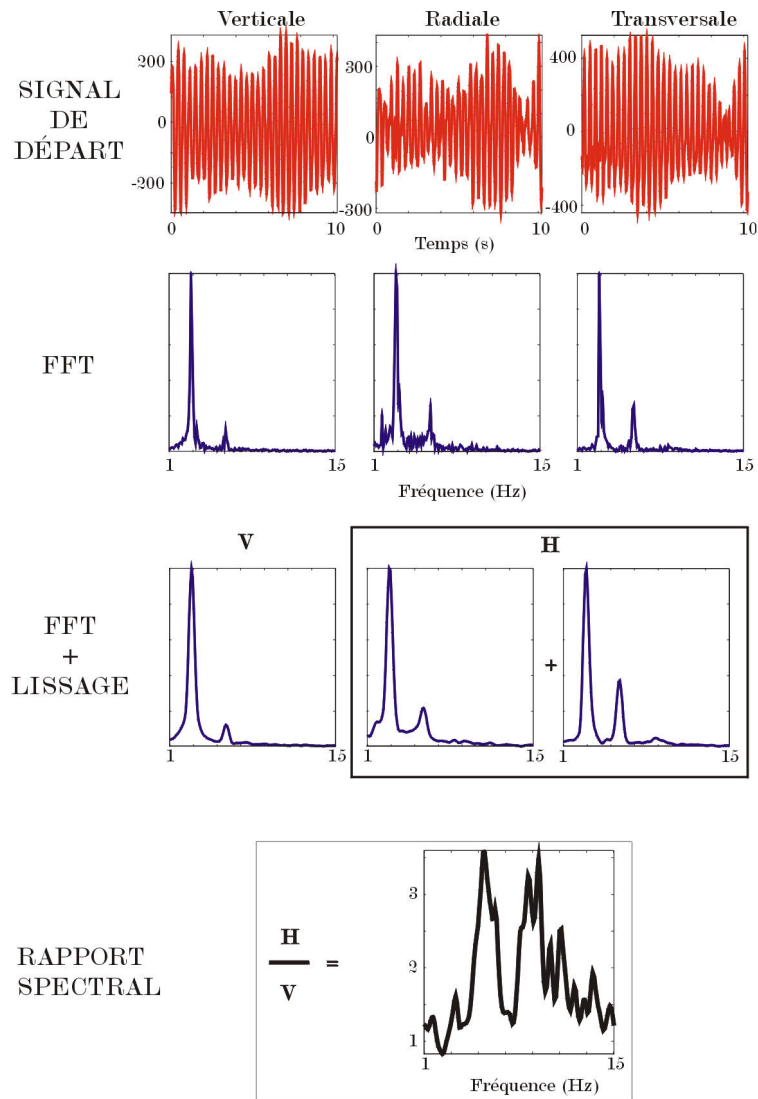 Verticale Radiale Transversale
SIGNAL
DE
DÉPART
200
0
-200
0 10
300
0
-300
0 10
400
0
-400
0 10
Temps (s)
FFT
1 15
1 15
1 15
Fréquence (Hz)
V
H
FFT
+
LISSAGE
1 15
1 15
+
1 15
RAPPORT
SPECTRAL
H
V
=
3
2
1
1 15
Fréquence (Hz)